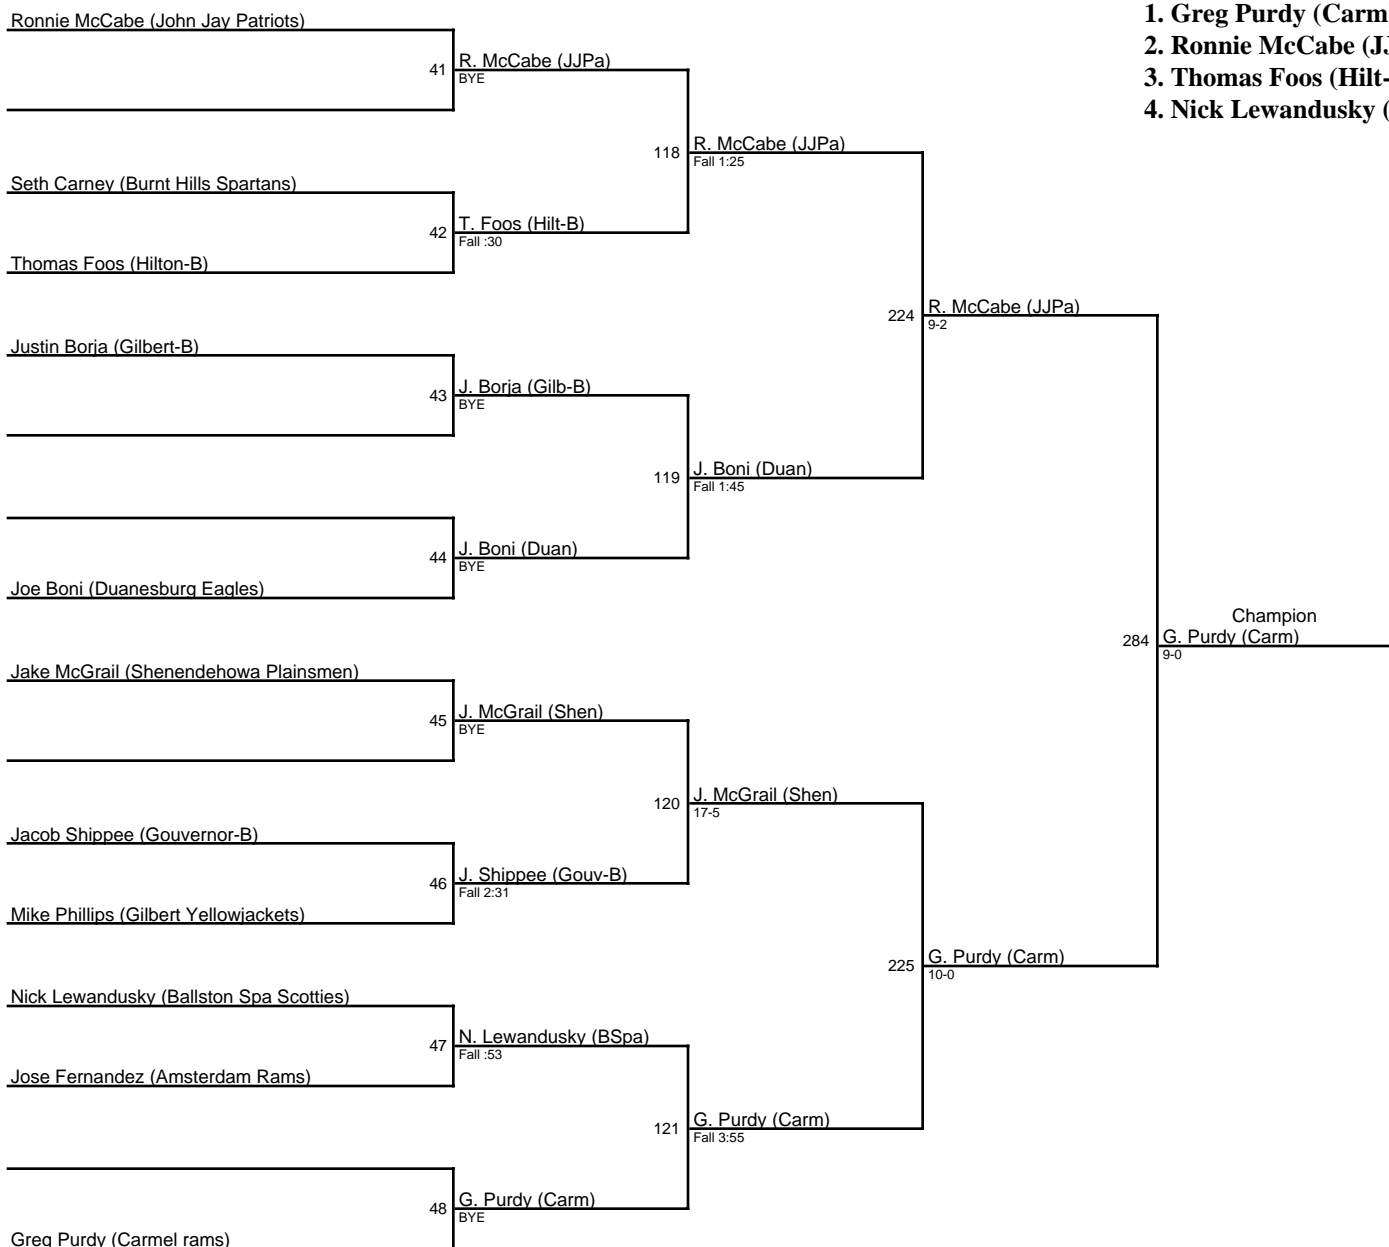 1. Greg Purdy (Carm
2. Ronnie McCabe (JJ
3. Thomas Foos (Hilt-
4. Nick Lewandusky (
Ronnie McCabe (John Jay Patriots)
41 R. McCabe (JJPa)
BYE
118 R. McCabe (JJPa)
Fall 1:25
Seth Carney (Burnt Hills Spartans)
42 T. Foos (Hilt-B)
Fall :30
Thomas Foos (Hilton-B)
224 R. McCabe (JJPa)
9-2
Justin Borja (Gilbert-B)
43 J. Borja (Gilb-B)
BYE
119 J. Boni (Duan)
Fall 1:45
44 J. Boni (Duan)
BYE
Joe Boni (Duanesburg Eagles)
Champion
284 G. Purdy (Carm)
9-0
Jake McGrail (Shenendehowa Plainsmen)
45 J. McGrail (Shen)
BYE
120 J. McGrail (Shen)
17-5
Jacob Shippee (Gouvernor-B)
46 J. Shippee (Gouv-B)
Fall 2:31
Mike Phillips (Gilbert Yellowjackets)
225 G. Purdy (Carm)
10-0
Nick Lewandusky (Ballston Spa Scotties)
47 N. Lewandusky (BSpa)
Fall :53
Jose Fernandez (Amsterdam Rams)
121 G. Purdy (Carm)
Fall 3:55
48 G. Purdy (Carm)
BYE
Greg Purdy (Carmel rams)